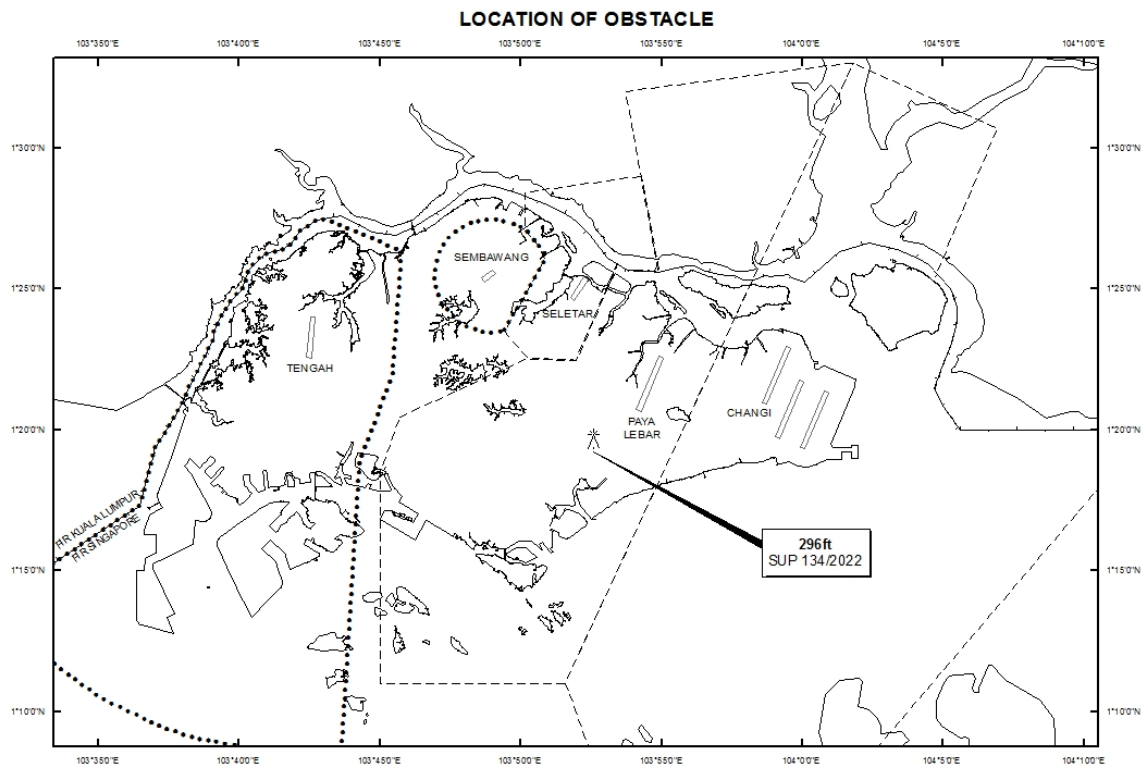 LOCATION OF OBSTACLE
103°35'0"E 103°40'0"E 103°45'0"E 103°50'0"E 103°55'0"E 104°0'0"E 104°5'0"E 104°10'0"E
1°30'0"N 1°30'0"N
SEMBAWANG
1°25'0"N 1°25'0"N
SELETAR
TENGAH
CHANGI
PAYA
LEBAR
1°20'0"N 1°20'0"N
FIR KUALA LUMPUR
FIR SINGAPORE
296ft
SUP 134/2022
1°15'0"N 1°15'0"N
1°10'0"N 1°10'0"N
103°35'0"E 103°40'0"E 103°45'0"E 103°50'0"E 103°55'0"E 104°0'0"E 104°5'0"E 104°10'0"E